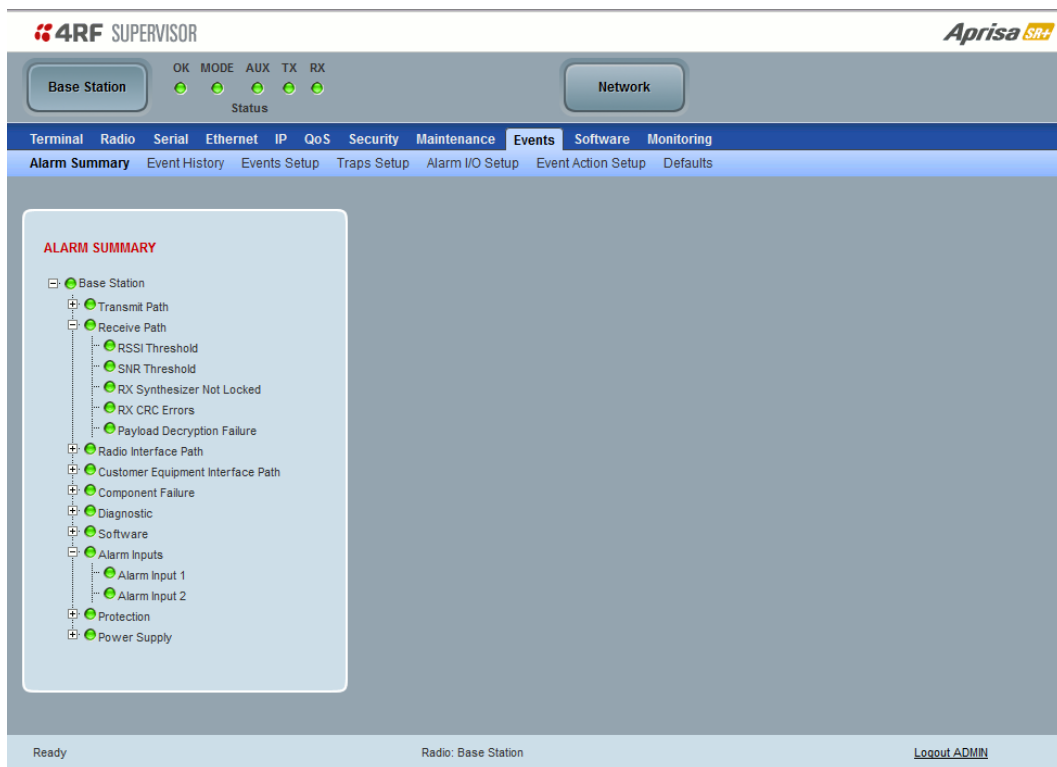 4RF SUPERVISOR
Aprisa SR+
Base Station
OK MODE AUX TX RX
Status
Network
Terminal Radio Serial Ethernet IP QoS Security Maintenance Events Software Monitoring
Alarm Summary Event History Events Setup Traps Setup Alarm I/O Setup Event Action Setup Defaults
ALARM SUMMARY
Base Station
Transmit Path
Receive Path
RSSI Threshold
SNR Threshold
RX Synthesizer Not Locked
RX CRC Errors
Payload Decryption Failure
Radio Interface Path
Customer Equipment Interface Path
Component Failure
Diagnostic
Software
Alarm Inputs
Alarm Input 1
Alarm Input 2
Protection
Power Supply
Ready
Radio: Base Station
Logout ADMIN